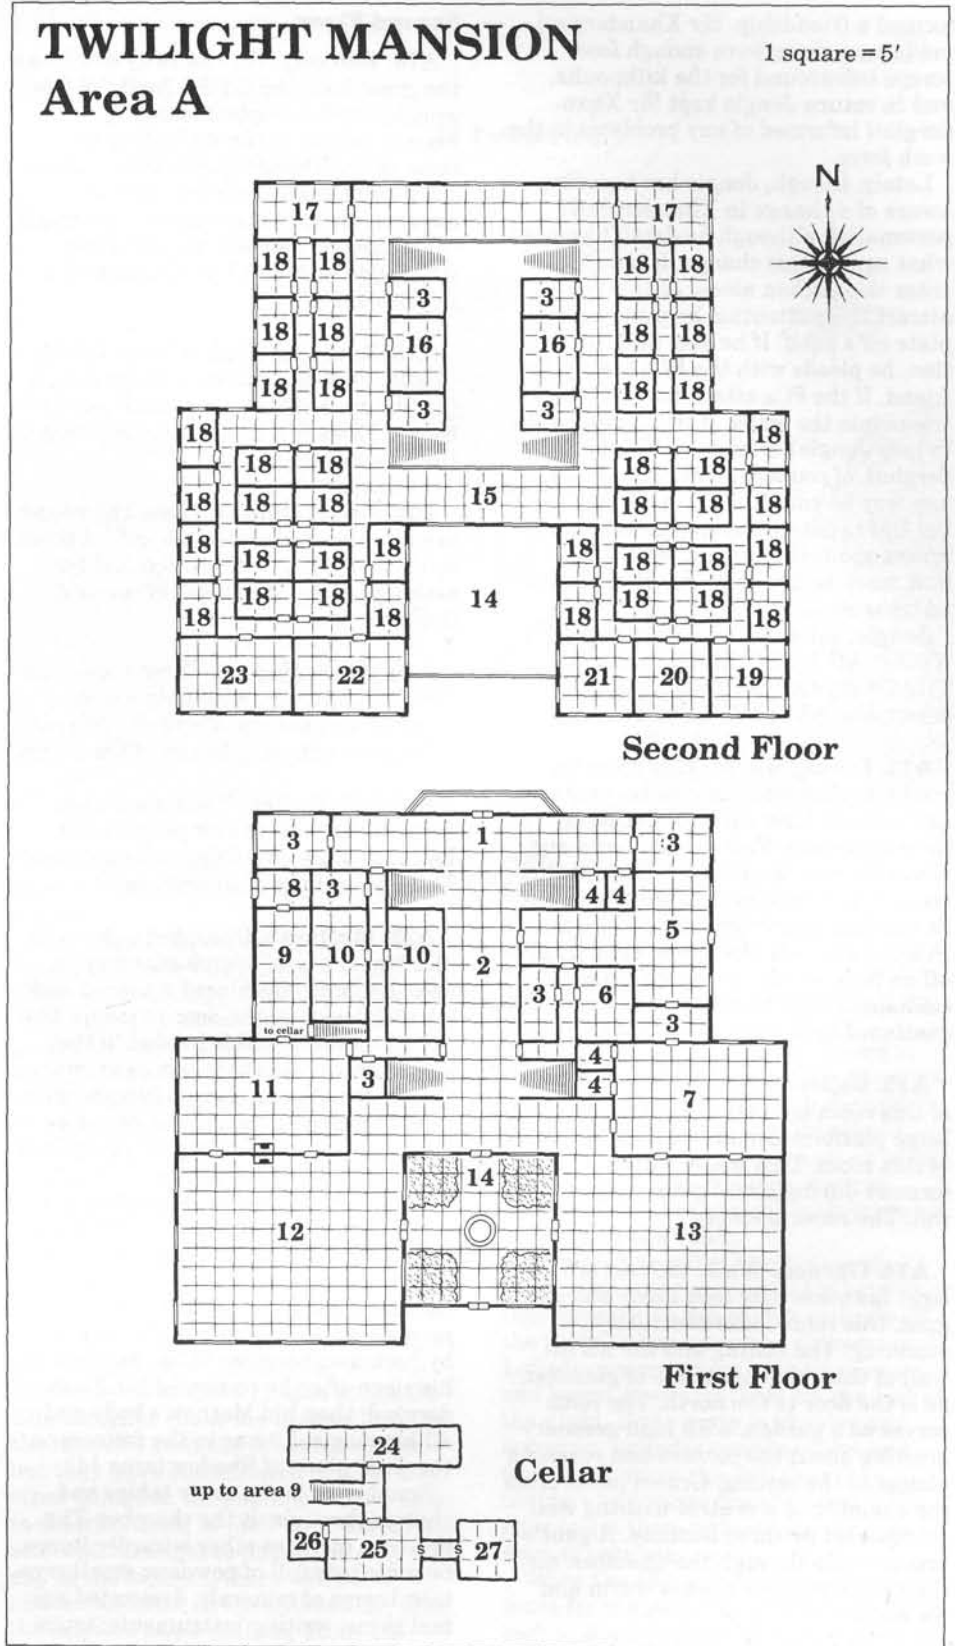 TWILIGHT MANSION
Area A
1 square = 5'
N
17 17
18 18 18 18
3 3
18 18 16 16 18 18
18 18 3 3 18 18
18 18
18 18 18 18
18 18 18 15 18 18 18
18 18 18 18 18 18 18 18
18 18 18 18 14 18 18 18 18
23 22 21 20 19
Second Floor
3 1 3
8 3 4 4
9 10 10 2 5
3 6
to cellar 3
11 3 4
4 7
14
12 13
First Floor
24
Cellar
up to area 9
26 25 S S 27